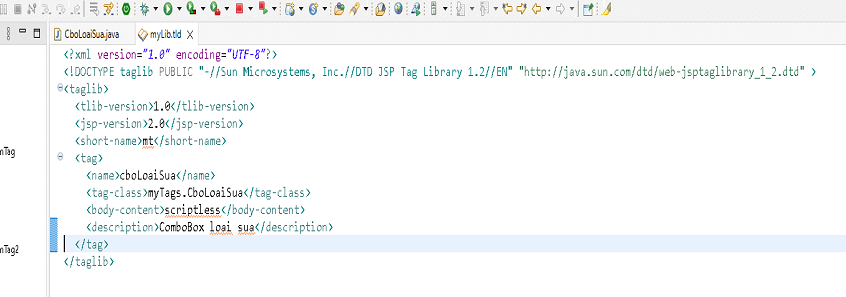 CboLoaiSua.java
myLib.tld
<?xml version="1.0" encoding="UTF-8"?>
<!DOCTYPE taglib PUBLIC "-//Sun Microsystems, Inc.//DTD JSP Tag Library 1.2//EN" "http://java.sun.com/dtd/web-jsptaglibrary_1_2.dtd" >
<taglib>
<tlib-version>1.0</tlib-version>
<jsp-version>2.0</jsp-version>
<short-name>mt</short-name>
<tag>
<name>cboLoaiSua</name>
<tag-class>myTags.CboLoaiSua</tag-class>
<body-content>scriptless</body-content>
<description>ComboBox loai sua</description>
</tag>
</taglib>
mTag
mTag2